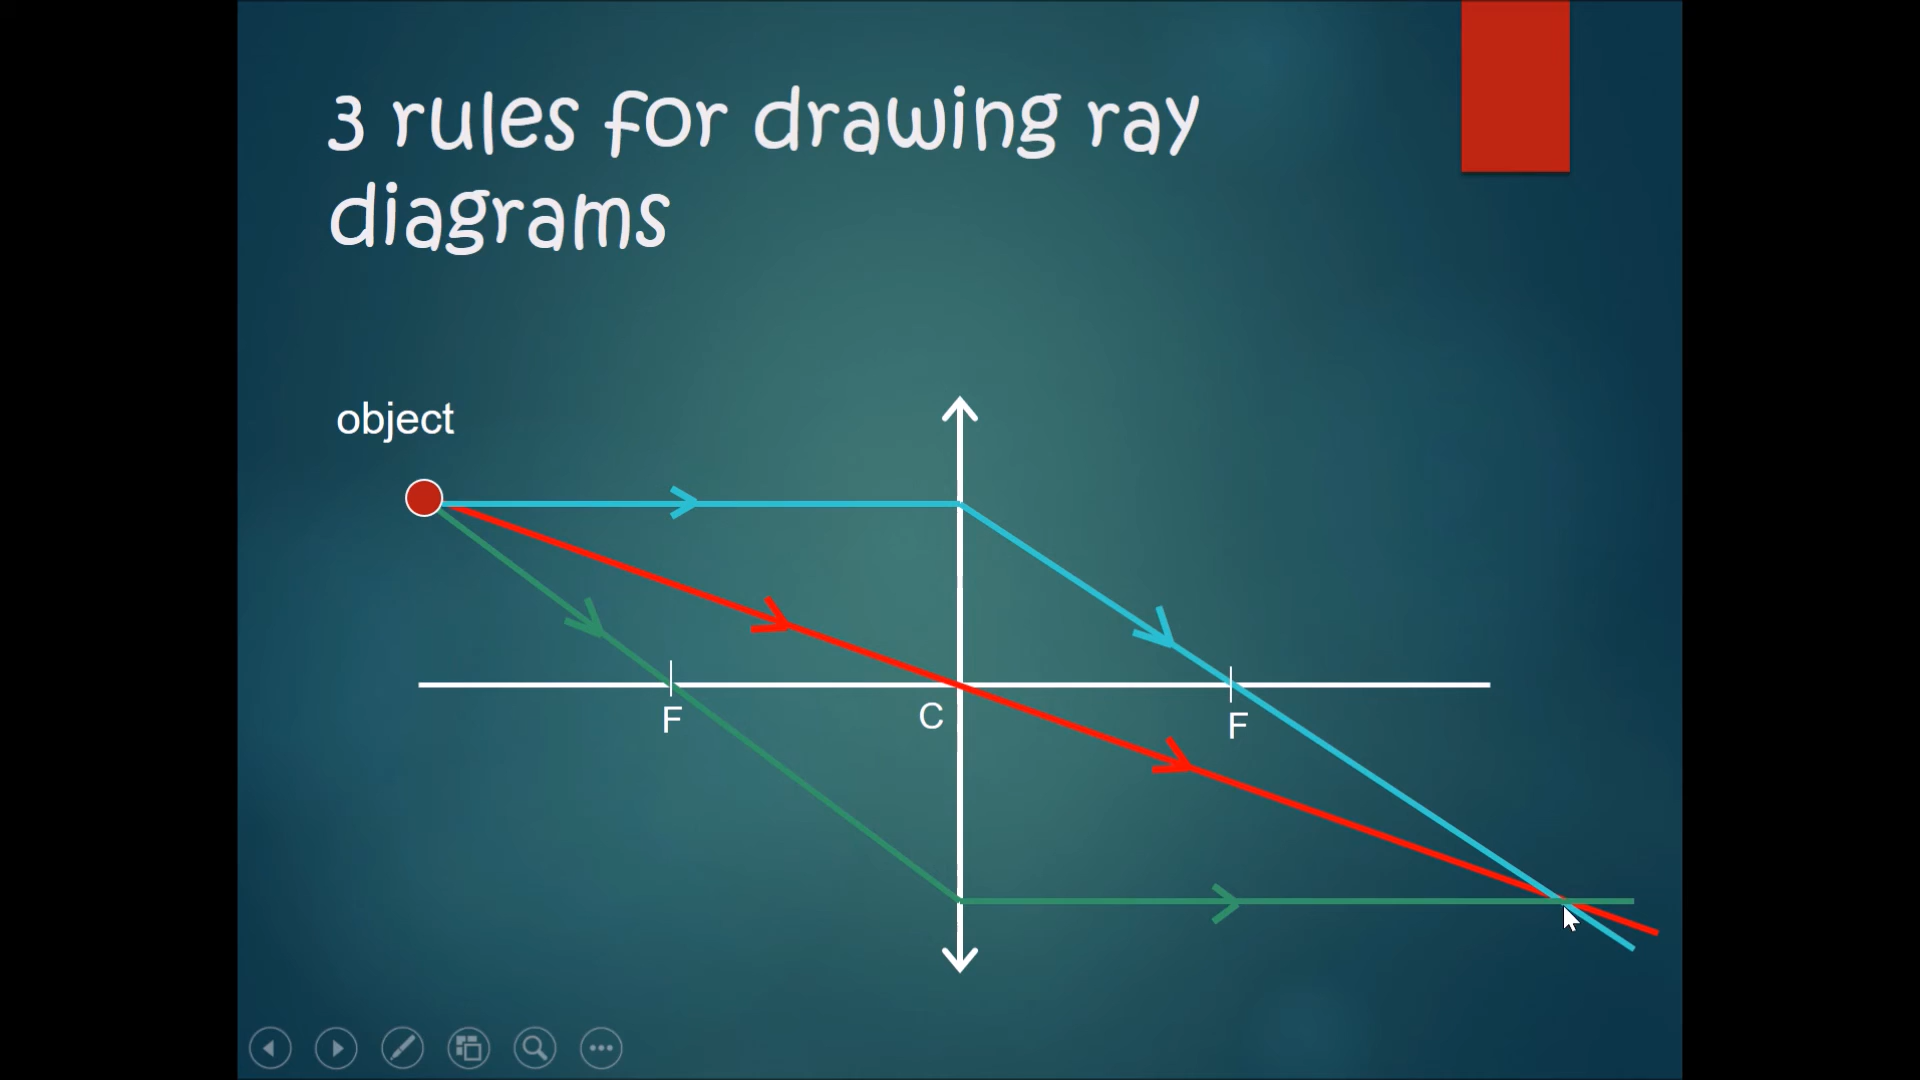 3 rules for drawing ray
diagrams
object
F
C
F